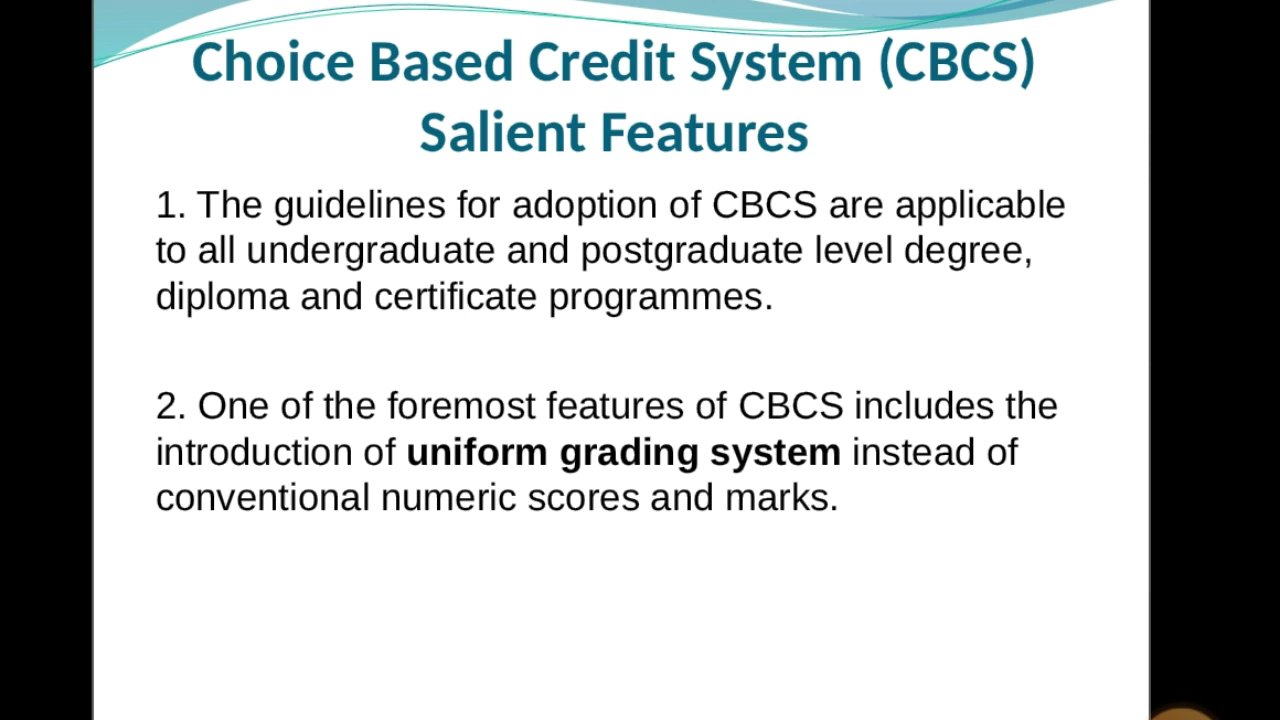 Choice Based Credit System (CBCS)
Salient Features
1. The guidelines for adoption of CBCS are applicable
to all undergraduate and postgraduate level degree,
diploma and certificate programmes.
2. One of the foremost features of CBCS includes the
introduction of uniform grading system instead of
conventional numeric scores and marks.